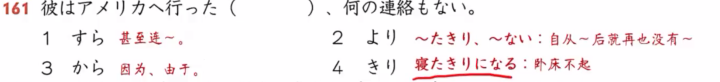 161 彼はアメリカへ行った（　　　）、何の連絡もない。
1 すら 甚至连～。 2 より ～たきり、～ない：自从～后就再也没有～
3 から 因为、由于。 4 きり 寝たきりになる：卧床不起